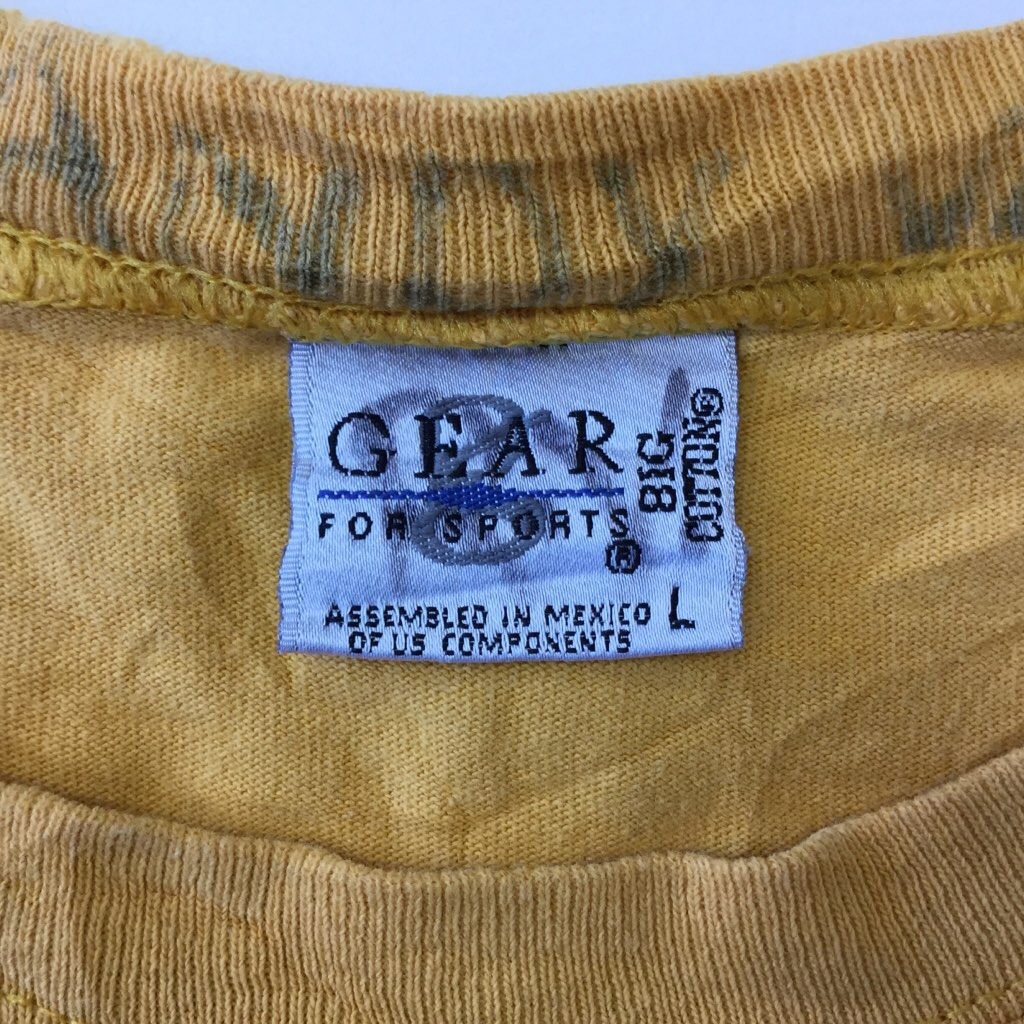 GEAR
FOR SPORTS®
BIG
COTTON®
ASSEMBLED IN MEXICO L
OF US COMPONENTS